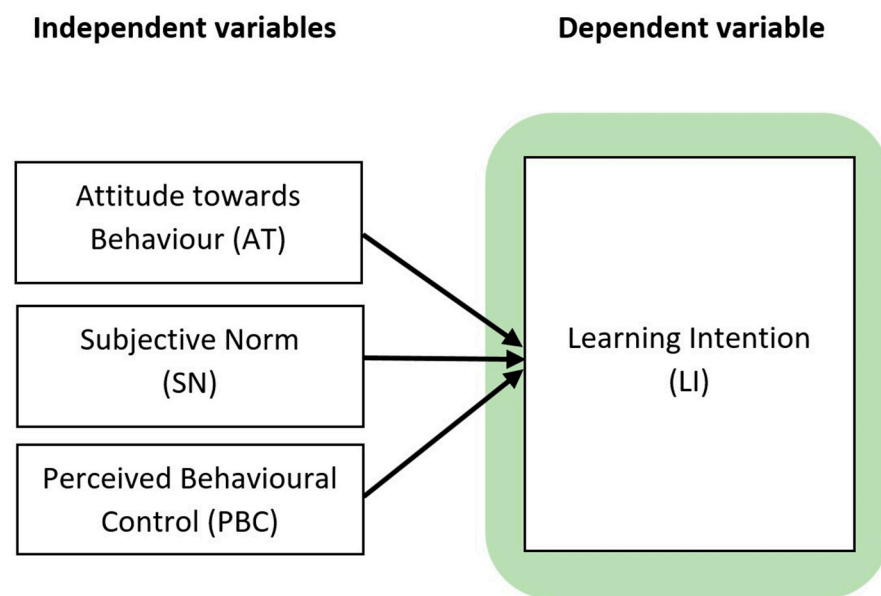 Independent variables
Dependent variable
Attitude towards
Behaviour (AT)
Subjective Norm
(SN)
Perceived Behavioural
Control (PBC)
Learning Intention
(LI)